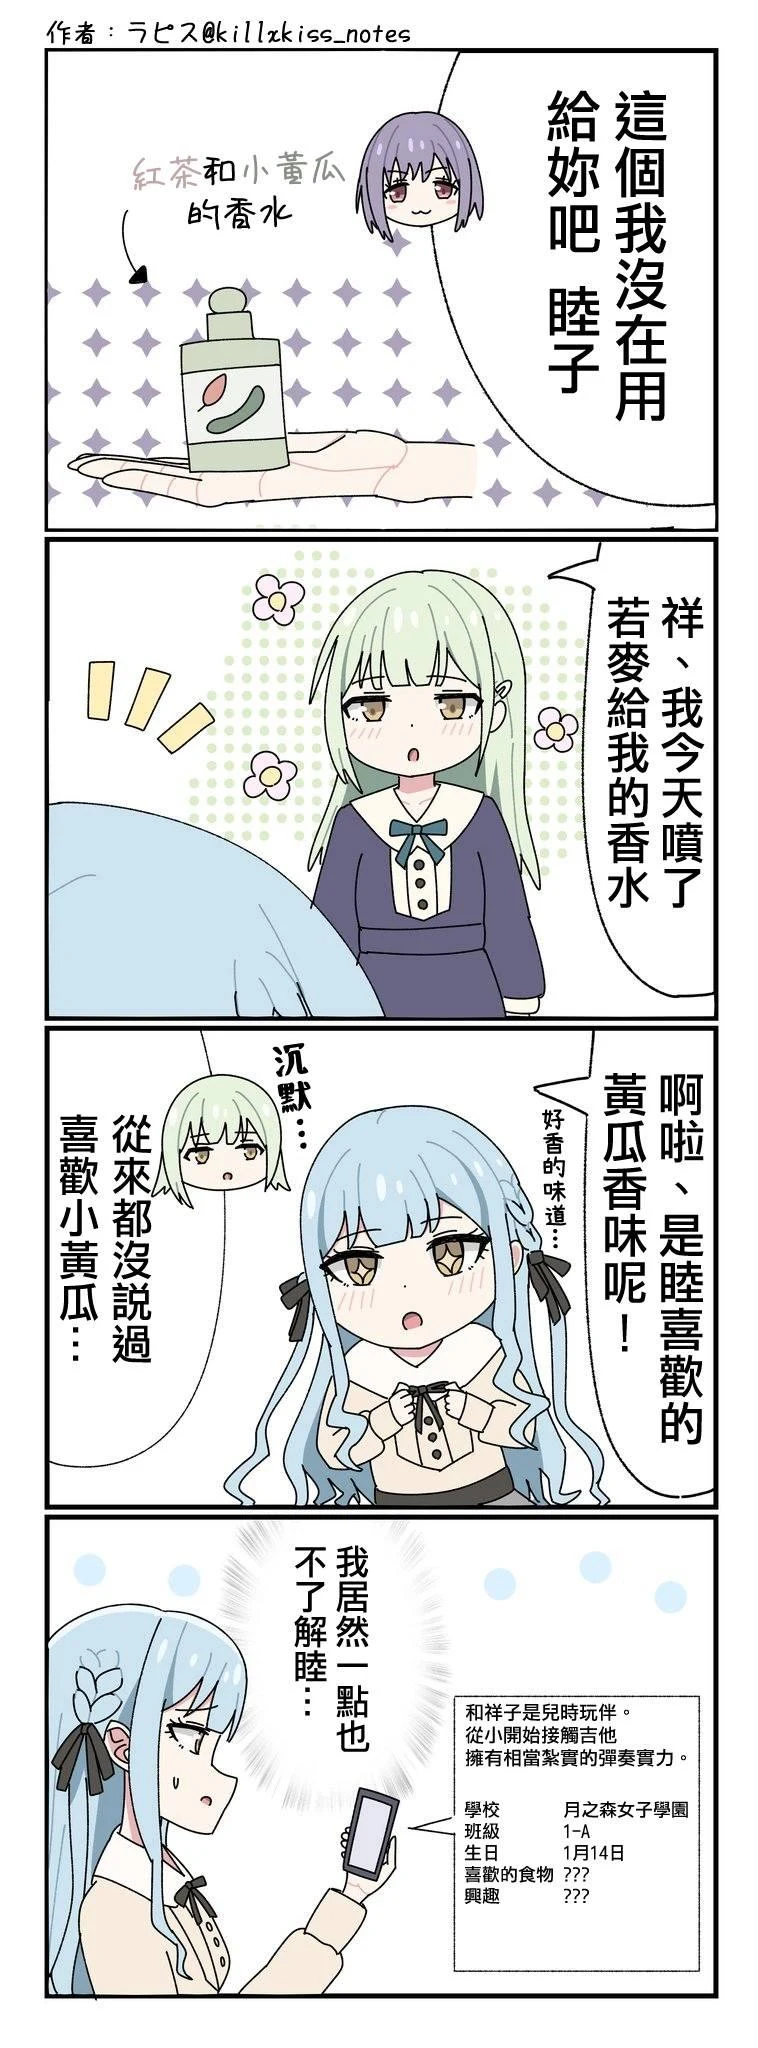 作者：ラピス@killxkiss_notes
這個我沒在用
給妳吧 睦子
紅茶和小黃瓜
的香水
祥、我今天噴了
若麥給我的香水
啊啦、是睦喜歡的
黃瓜香味呢！
好香的味道…
沉默…
從來都沒説過
喜歡小黃瓜…
我居然一點也
不了解睦…
和祥子是兒時玩伴。
從小開始接觸吉他
擁有相當紮實的彈奏實力。
學校 月之森女子學園
班級 1-A
生日 1月14日
喜歡的食物 ???
興趣 ???